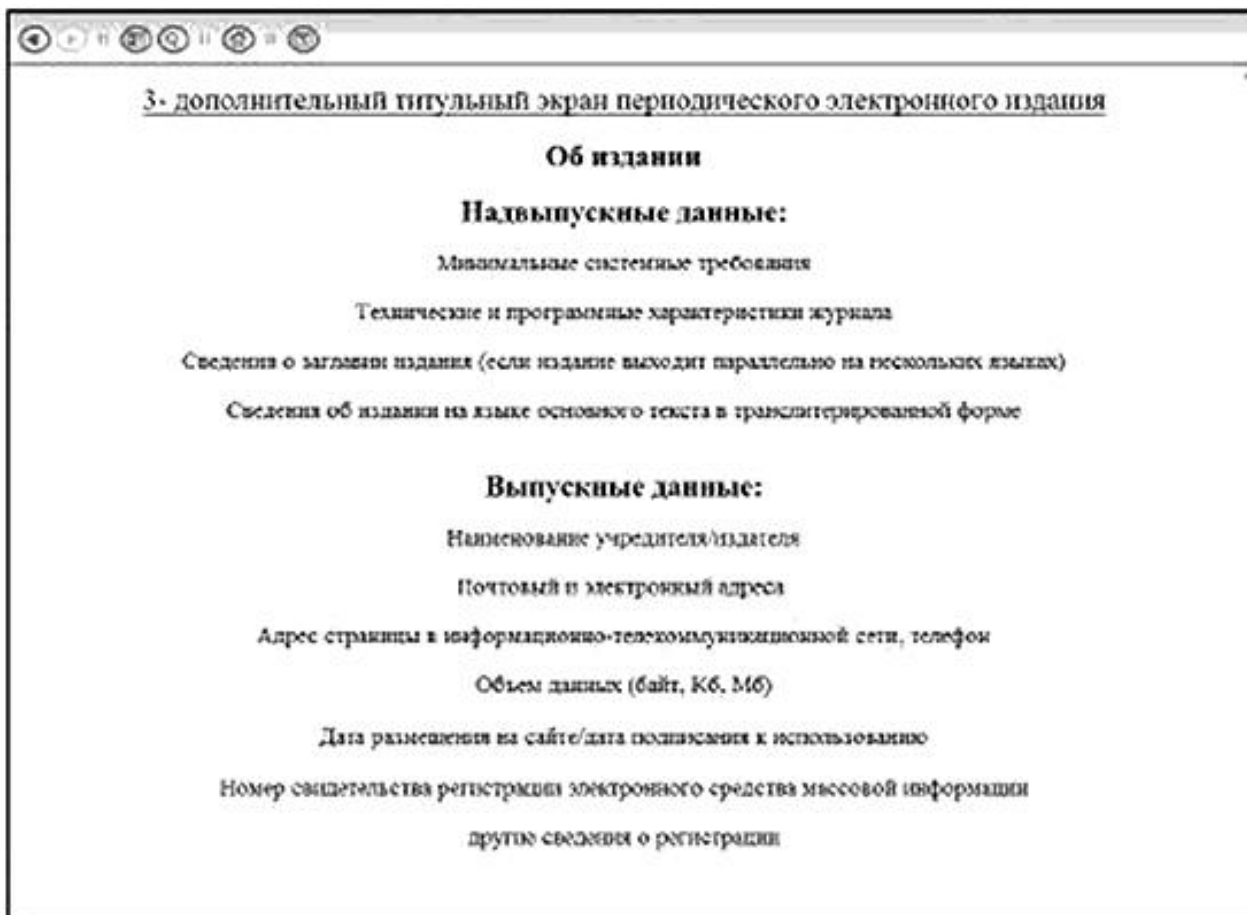 3- дополнительный титульный экран периодического электронного издания
Об издании
Надвыпускные данные:
Минимальные системные требования
Технические и программные характеристики журнала
Сведения о заглавии издания (если издание выходит параллельно на нескольких языках)
Сведения об издании на языке основного текста в транслитерированной форме
Выпускные данные:
Наименование учредителя/издателя
Почтовый и электронный адреса
Адрес страницы в информационно-телекоммуникационной сети, телефон
Объем данных (байт, Кб, Мб)
Дата размещения на сайте/дата подписания к использованию
Номер свидетельства регистрации электронного средства массовой информации
другие сведения о регистрации